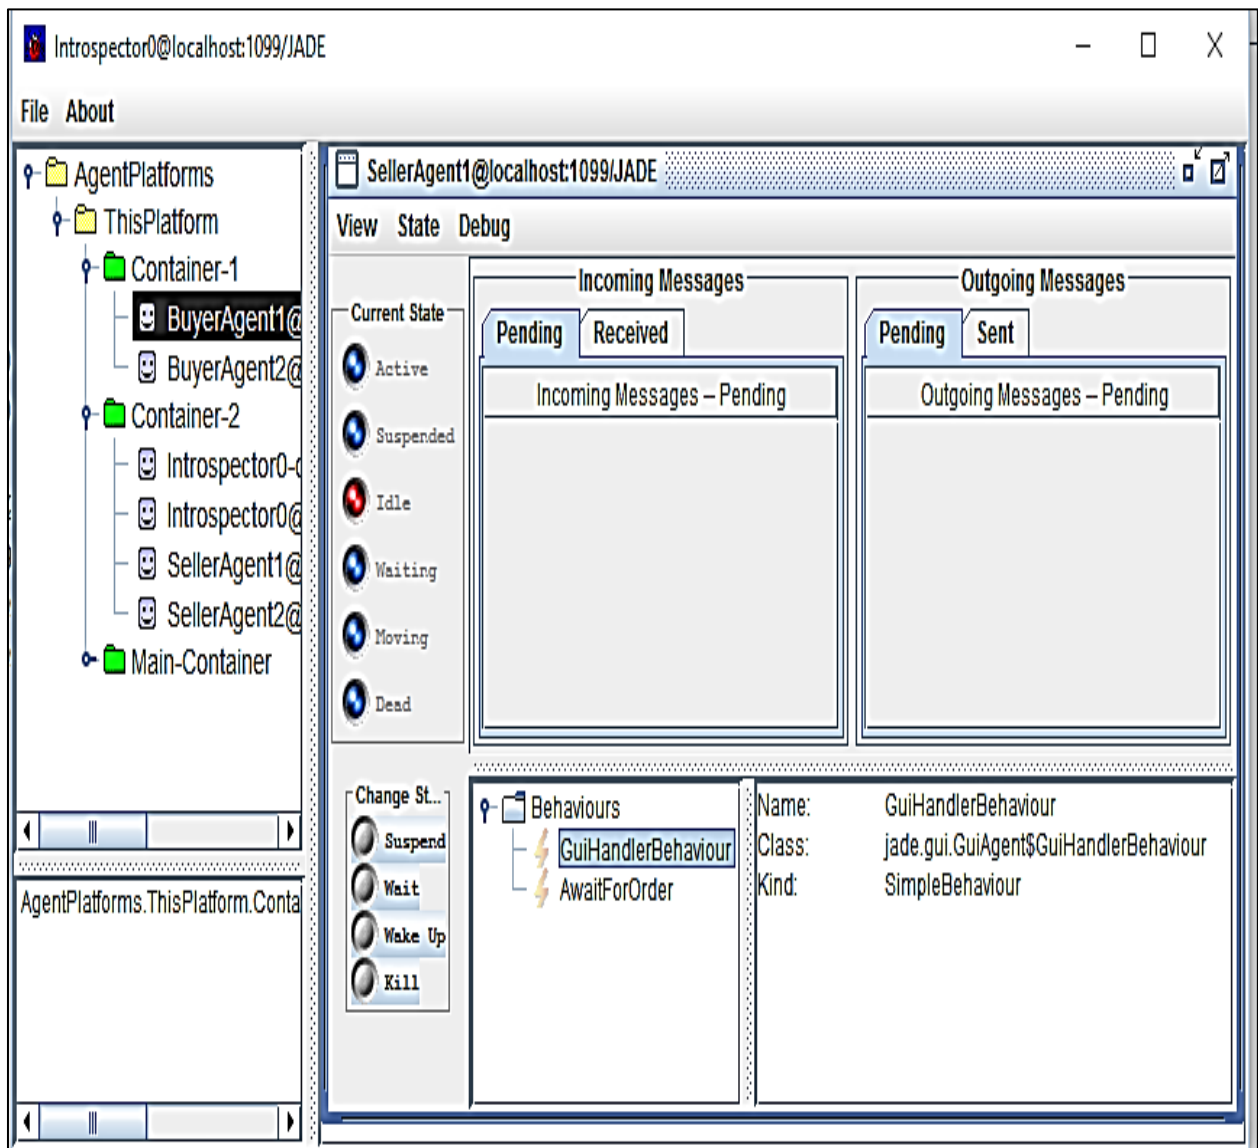 Introspector0@localhost:1099/JADE
File About
AgentPlatforms
ThisPlatform
Container-1
BuyerAgent1@
BuyerAgent2@
Container-2
Introspector0-
Introspector0@
SellerAgent1@
SellerAgent2@
Main-Container
AgentPlatforms.ThisPlatform.Conta
SellerAgent1@localhost:1099/JADE
View State Debug
Current State
Active
Suspended
Idle
Waiting
Moving
Dead
Incoming Messages
Pending Received
Incoming Messages – Pending
Outgoing Messages
Pending Sent
Outgoing Messages – Pending
Change St...
Suspend
Wait
Wake Up
Kill
Behaviours
GuiHandlerBehaviour
AwaitForOrder
Name: GuiHandlerBehaviour
Class: jade.gui.GuiAgent$GuiHandlerBehaviour
Kind: SimpleBehaviour